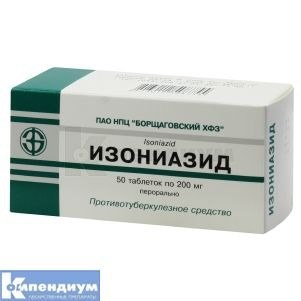 ПАО НПЦ "БОРЩАГОВСКИЙ ХФЗ"
Isoniazid
ИЗОНИАЗИД
50 таблеток по 200 мг
перорально
Противотуберкулезное средство
Компендиум
ЛЕКАРСТВЕННЫЕ ПРЕПАРАТЫ